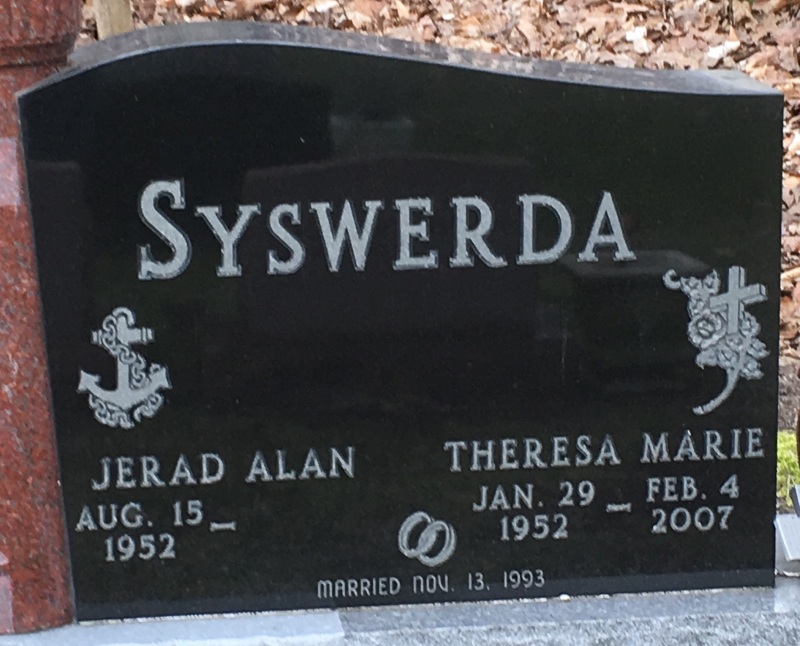 SYSWERDA
JERAD ALAN
AUG. 15 –
1952
THERESA MARIE
JAN. 29 – FEB. 4
1952 2007
MARRIED NOV. 13, 1993